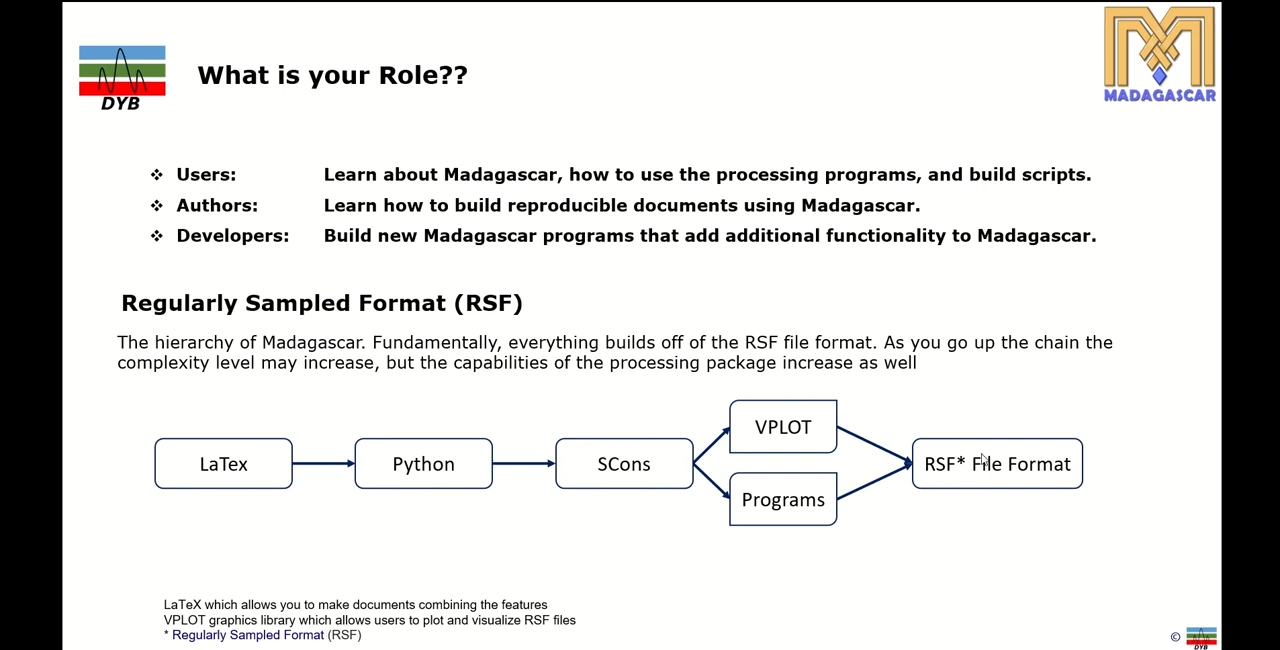 What is your Role??
DYB
MADAGASCAR
❖ Users: Learn about Madagascar, how to use the processing programs, and build scripts.
❖ Authors: Learn how to build reproducible documents using Madagascar.
❖ Developers: Build new Madagascar programs that add additional functionality to Madagascar.
Regularly Sampled Format (RSF)
The hierarchy of Madagascar. Fundamentally, everything builds off of the RSF file format. As you go up the chain the
complexity level may increase, but the capabilities of the processing package increase as well
LaTex
Python
SCons
VPLOT
Programs
RSF* File Format
LaTeX which allows you to make documents combining the features
VPLOT graphics library which allows users to plot and visualize RSF files
* Regularly Sampled Format (RSF)
©
DYB